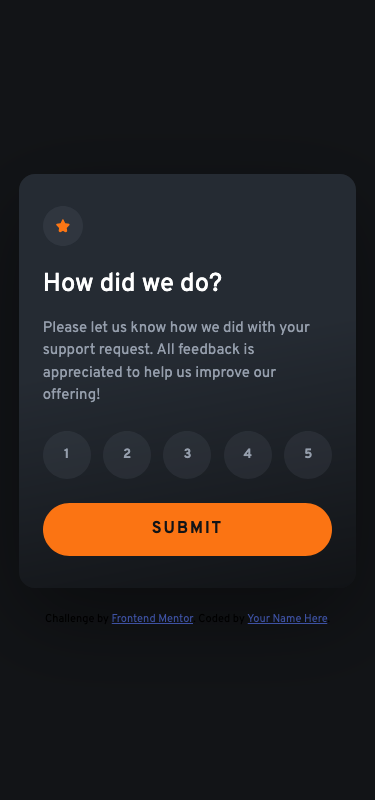 How did we do?
Please let us know how we did with your
support request. All feedback is
appreciated to help us improve our
offering!
1 2 3 4 5
SUBMIT
Challenge by Frontend Mentor. Coded by Your Name Here.